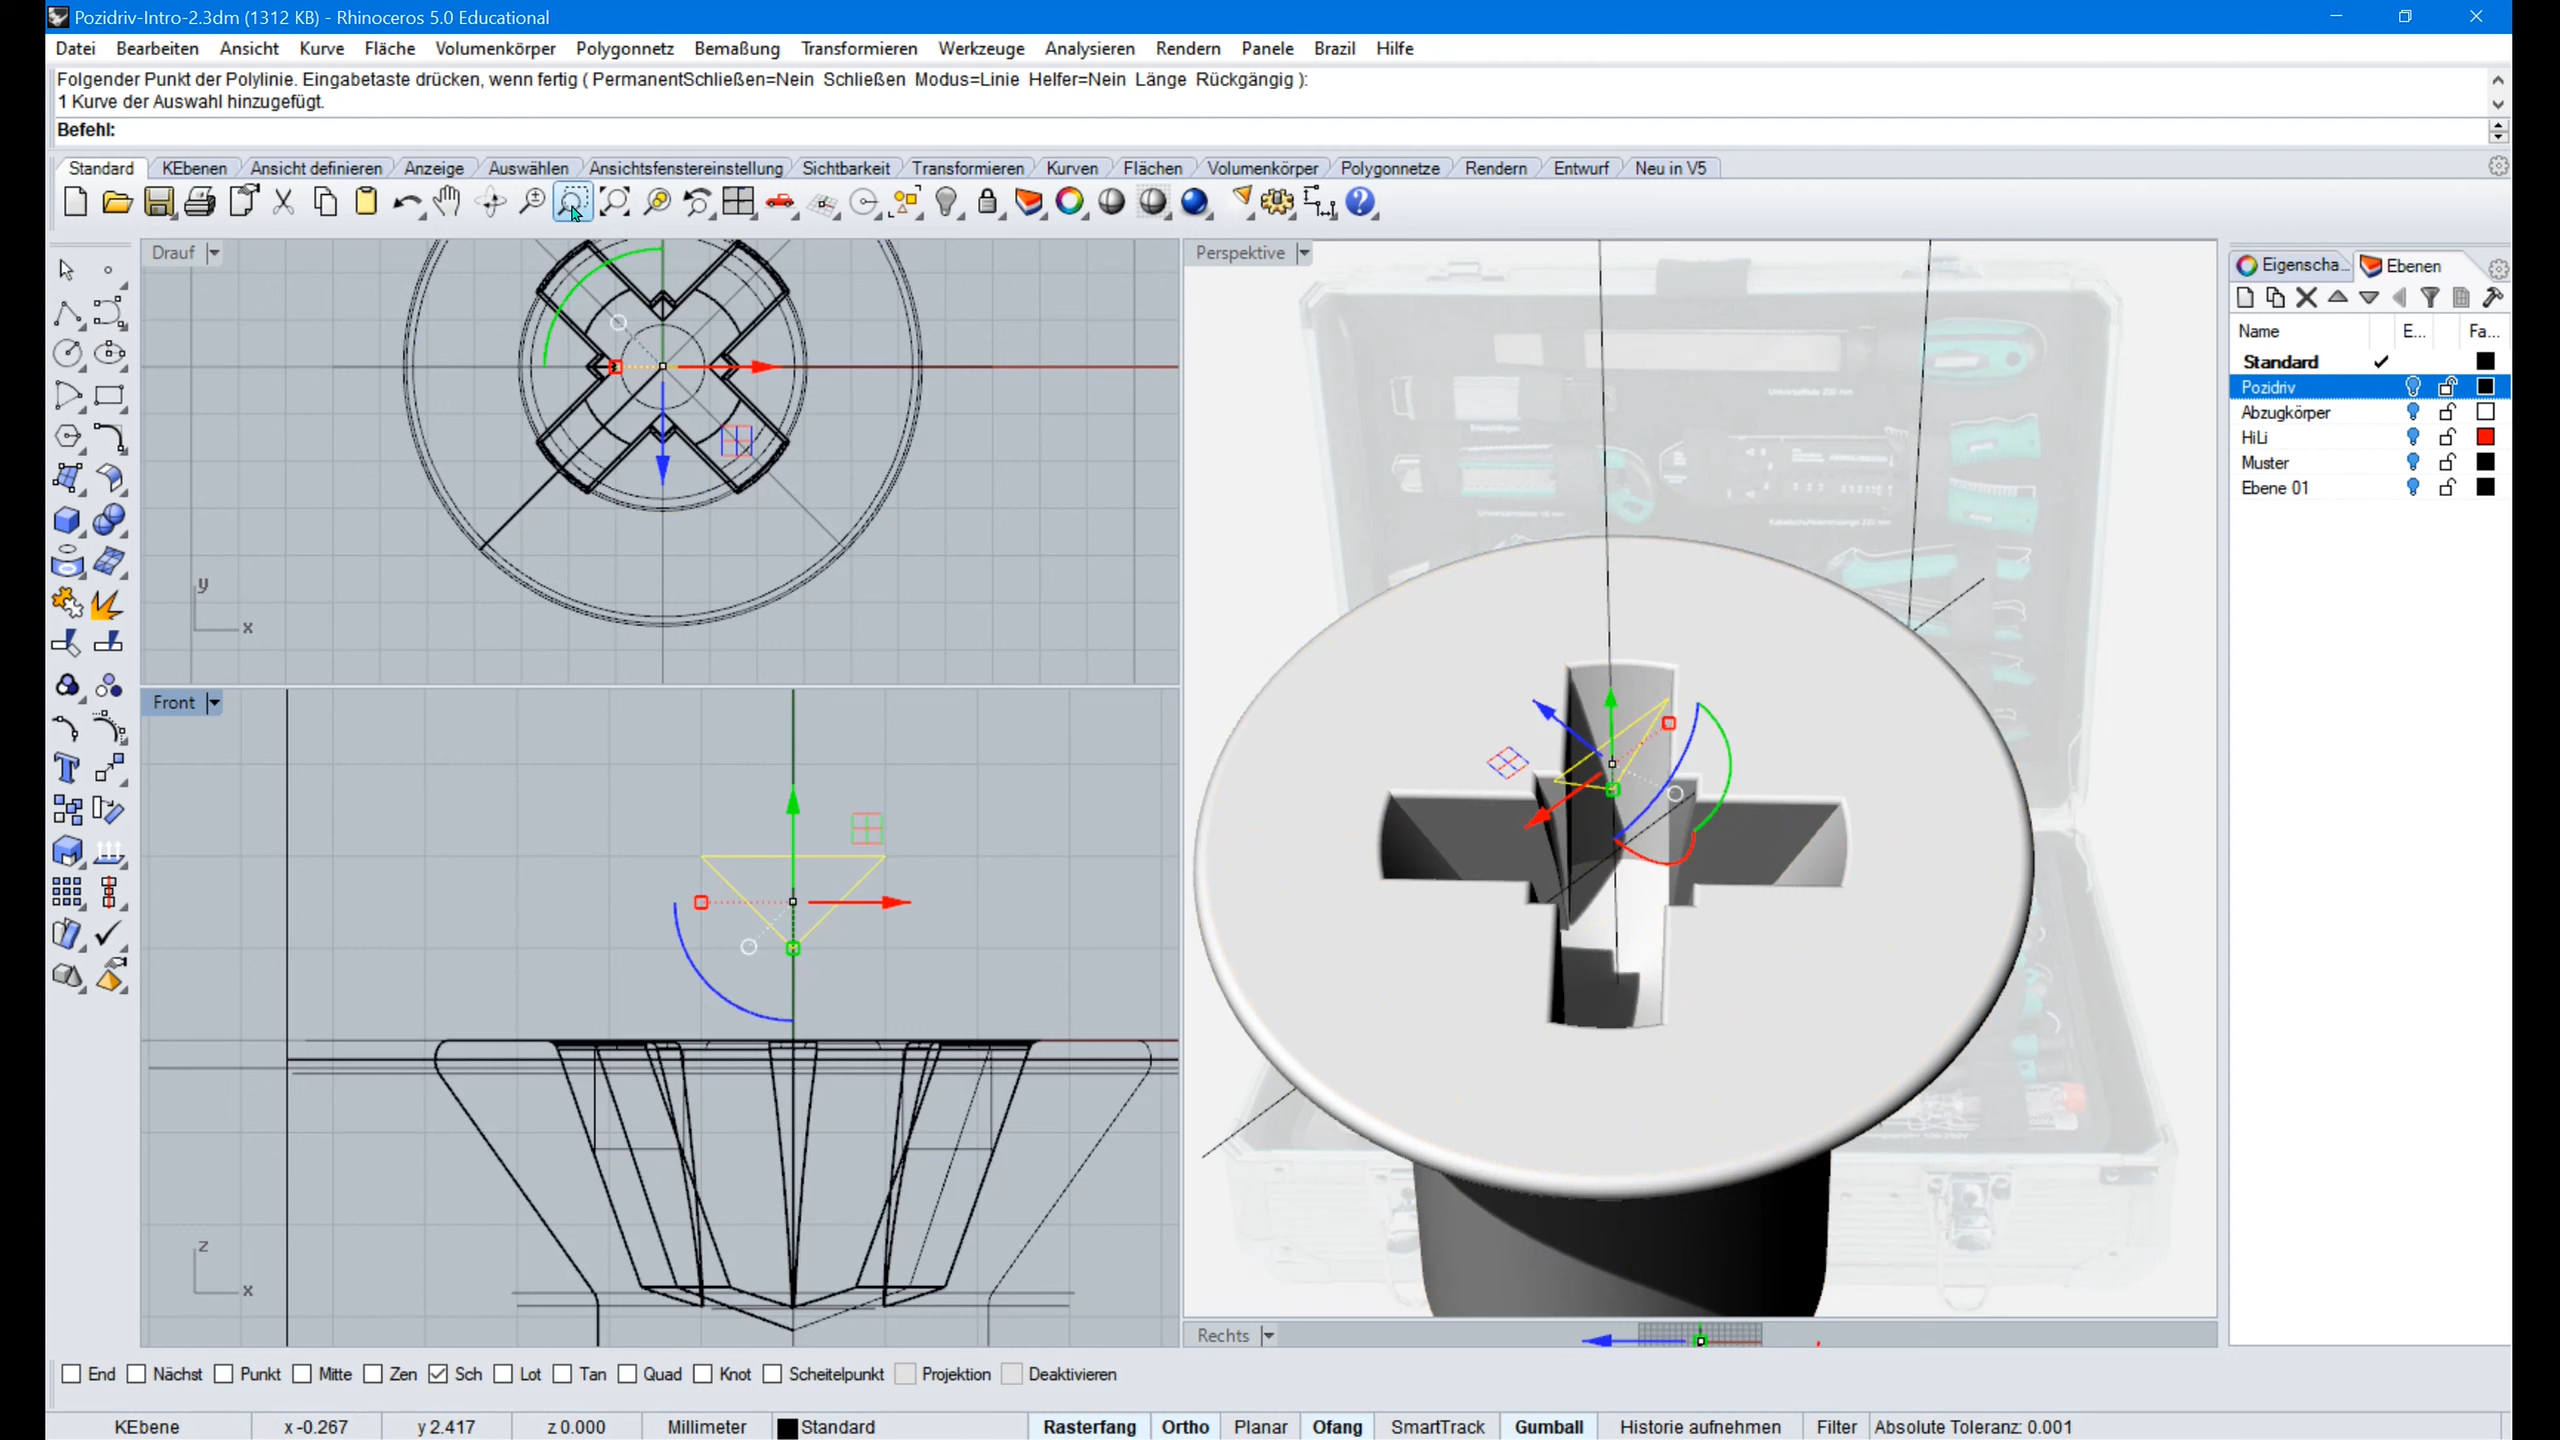 Pozidriv-Intro-2.3dm (1312 KB) - Rhinoceros 5.0 Educational
Datei Bearbeiten Ansicht Kurve Fläche Volumenkörper Polygonnetz Bemaßung Transformieren Werkzeuge Analysieren Rendern Panele Brazil Hilfe
Folgender Punkt der Polylinie. Eingabetaste drücken, wenn fertig ( PermanentSchließen=Nein Schließen Modus=Linie Helfer=Nein Länge Rückgängig ):
1 Kurve der Auswahl hinzugefügt.
Befehl:
Standard KEbenen Ansicht definieren Anzeige Auswählen Ansichtsfenstereinstellung Sichtbarkeit Transformieren Kurven Flächen Volumenkörper Polygonnetze Rendern Entwurf Neu in V5
Drauf
Perspektive
Eigenscha... Ebenen
Name E... Fa...
Standard
Pozidriv
Abzugkörper
HiLi
Muster
Ebene 01
y
x
Front
z
x
Rechts
End Nächst Punkt Mitte Zen Sch Lot Tan Quad Knot Scheitelpunkt Projektion Deaktivieren
KEbene x -0.267 y 2.417 z 0.000 Millimeter Standard Rasterfang Ortho Planar Ofang SmartTrack Gumball Historie aufnehmen Filter Absolute Toleranz: 0.001